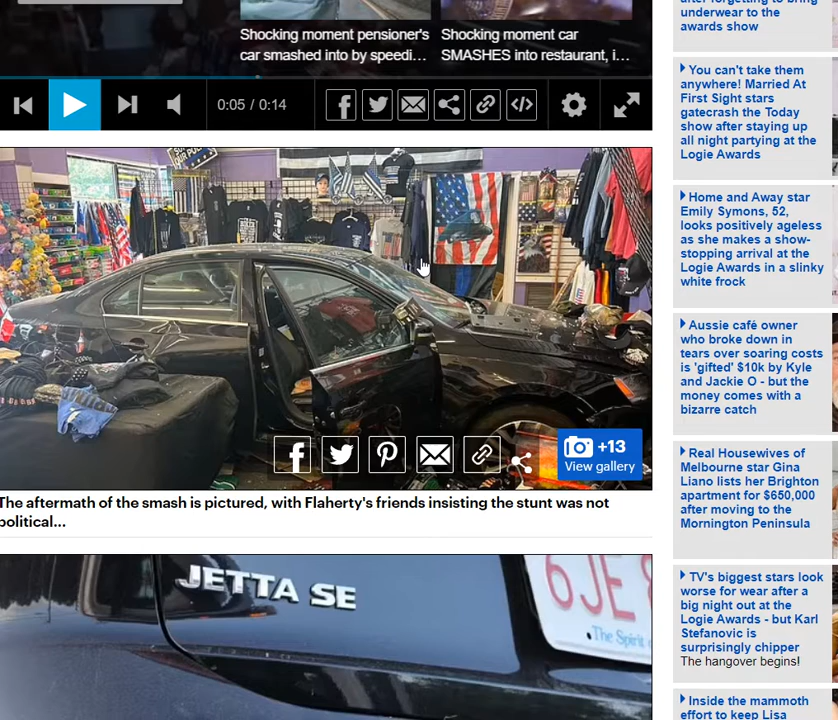 Shocking moment pensioner's
car smashed into by speedi...
Shocking moment car
SMASHES into restaurant, i...
0:05 / 0:14
+13
View gallery
The aftermath of the smash is pictured, with Flaherty's friends insisting the stunt was not
political...
JETTA SE
6JE
The Spirit
underwear to the
awards show
You can't take them
anywhere! Married At
First Sight stars
gatecrash the Today
show after staying up
all night partying at the
Logie Awards
Home and Away star
Emily Symons, 52,
looks positively ageless
as she makes a show-
stopping arrival at the
Logie Awards in a slinky
white frock
Aussie café owner
who broke down in
tears over soaring costs
is 'gifted' $10k by Kyle
and Jackie O - but the
money comes with a
bizarre catch
Real Housewives of
Melbourne star Gina
Liano lists her Brighton
apartment for $650,000
after moving to the
Mornington Peninsula
TV's biggest stars look
worse for wear after a
big night out at the
Logie Awards - but Karl
Stefanovic is
surprisingly chipper
The hangover begins!
Inside the mammoth
effort to keep Lisa